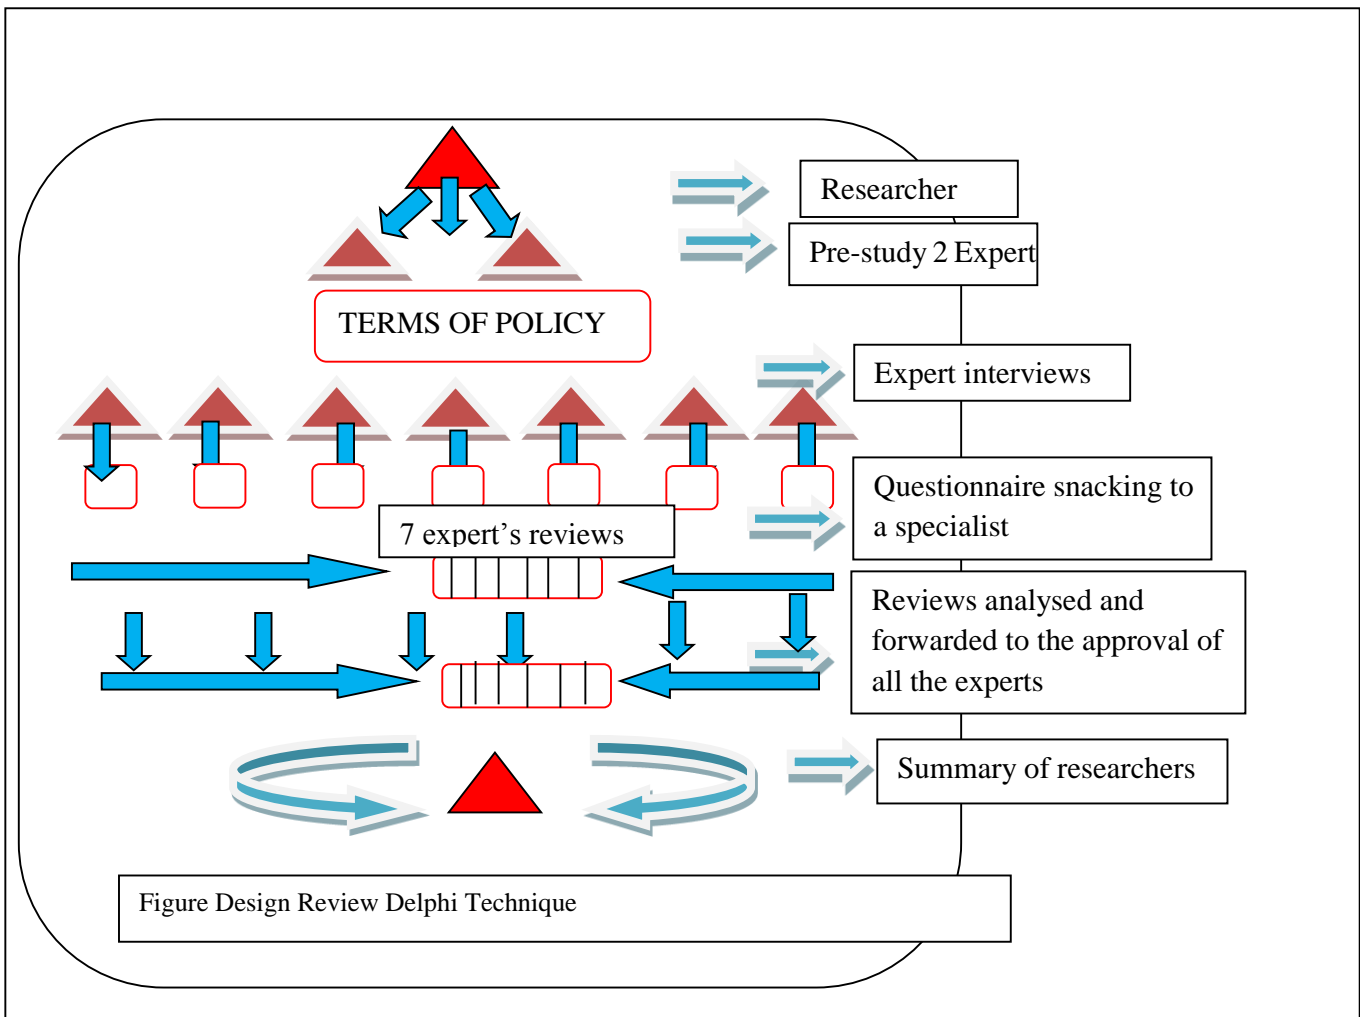 Researcher
Pre-study 2 Expert
TERMS OF POLICY
Expert interviews
Questionnaire snacking to
a specialist
7 expert's reviews
Reviews analysed and
forwarded to the approval of
all the experts
Summary of researchers
Figure Design Review Delphi Technique